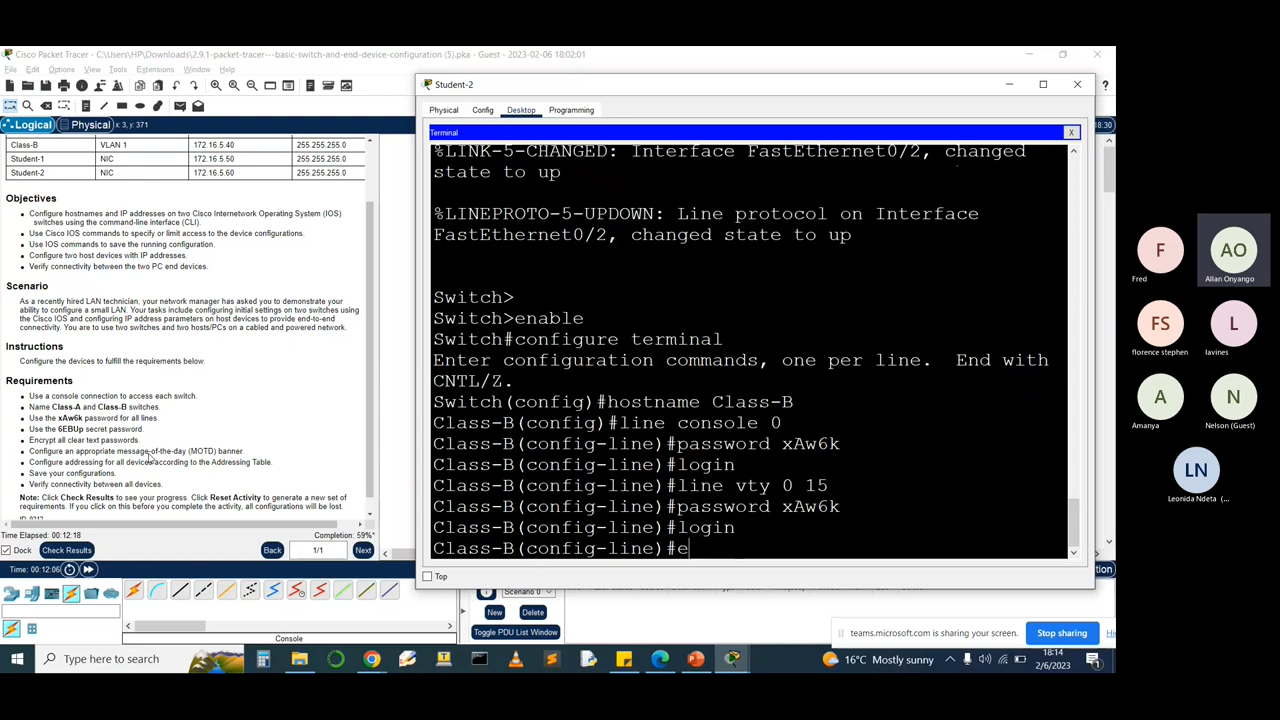 Cisco Packet Tracer - C:\Users\HP\Downloads\2.9.1-packet-tracer---basic-switch-and-end-device-configuration (5).pka - Guest - 2023-02-06 18:02:01
File Edit Options View Tools Extensions Window Help
Logical Physical x: 3, y: 371
18:30
Class-B VLAN 1 172.16.5.40 255.255.255.0
Student-1 NIC 172.16.5.50 255.255.255.0
Student-2 NIC 172.16.5.60 255.255.255.0
Objectives
Configure hostnames and IP addresses on two Cisco Internetwork Operating System (IOS)
switches using the command-line interface (CLI).
Use Cisco IOS commands to specify or limit access to the device configurations.
Use IOS commands to save the running configuration.
Configure two host devices with IP addresses.
Verify connectivity between the two PC end devices.
Scenario
As a recently hired LAN technician, your network manager has asked you to demonstrate your
ability to configure a small LAN. Your tasks include configuring initial settings on two switches
using the Cisco IOS and configuring IP address parameters on host devices to provide end-to-end
connectivity. You are to use two switches and two hosts/PCs on a cabled and powered network.
Instructions
Configure the devices to fulfill the requirements below.
Requirements
Use a console connection to access each switch.
Name Class-A and Class-B switches.
Use the xAw6k password for all lines.
Use the 6EBUp secret password.
Encrypt all clear text passwords.
Configure an appropriate message-of-the-day (MOTD) banner.
Configure addressing for all devices according to the Addressing Table.
Save your configurations.
Verify connectivity between all devices.
Note: Click Check Results to see your progress. Click Reset Activity to generate a new set of
requirements. If you click on this before you complete the activity, all configurations will be lost.
Time Elapsed: 00:12:18 Completion: 59%
Dock Check Results Back 1/1 Next
Time: 00:12:06
Console
Student-2
Physical Config Desktop Programming
Terminal X
%LINK-5-CHANGED: Interface FastEthernet0/2, changed
state to up
%LINEPROTO-5-UPDOWN: Line protocol on Interface
FastEthernet0/2, changed state to up
Switch>
Switch>enable
Switch#configure terminal
Enter configuration commands, one per line.  End with
CNTL/Z.
Switch(config)#hostname Class-B
Class-B(config)#line console 0
Class-B(config-line)#password xAw6k
Class-B(config-line)#login
Class-B(config-line)#line vty 0 15
Class-B(config-line)#password xAw6k
Class-B(config-line)#login
Class-B(config-line)#e
Top
Scenario 0
New Delete
Toggle PDU List Window
teams.microsoft.com is sharing your screen. Stop sharing Hi
Type here to search
16°C Mostly sunny
18:14
2/6/2023
F
Fred
AO
Allan Onyango
FS
florence stephen
L
lavines
A
Amanya
N
Nelson (Guest)
LN
Leonida Ndeta (...